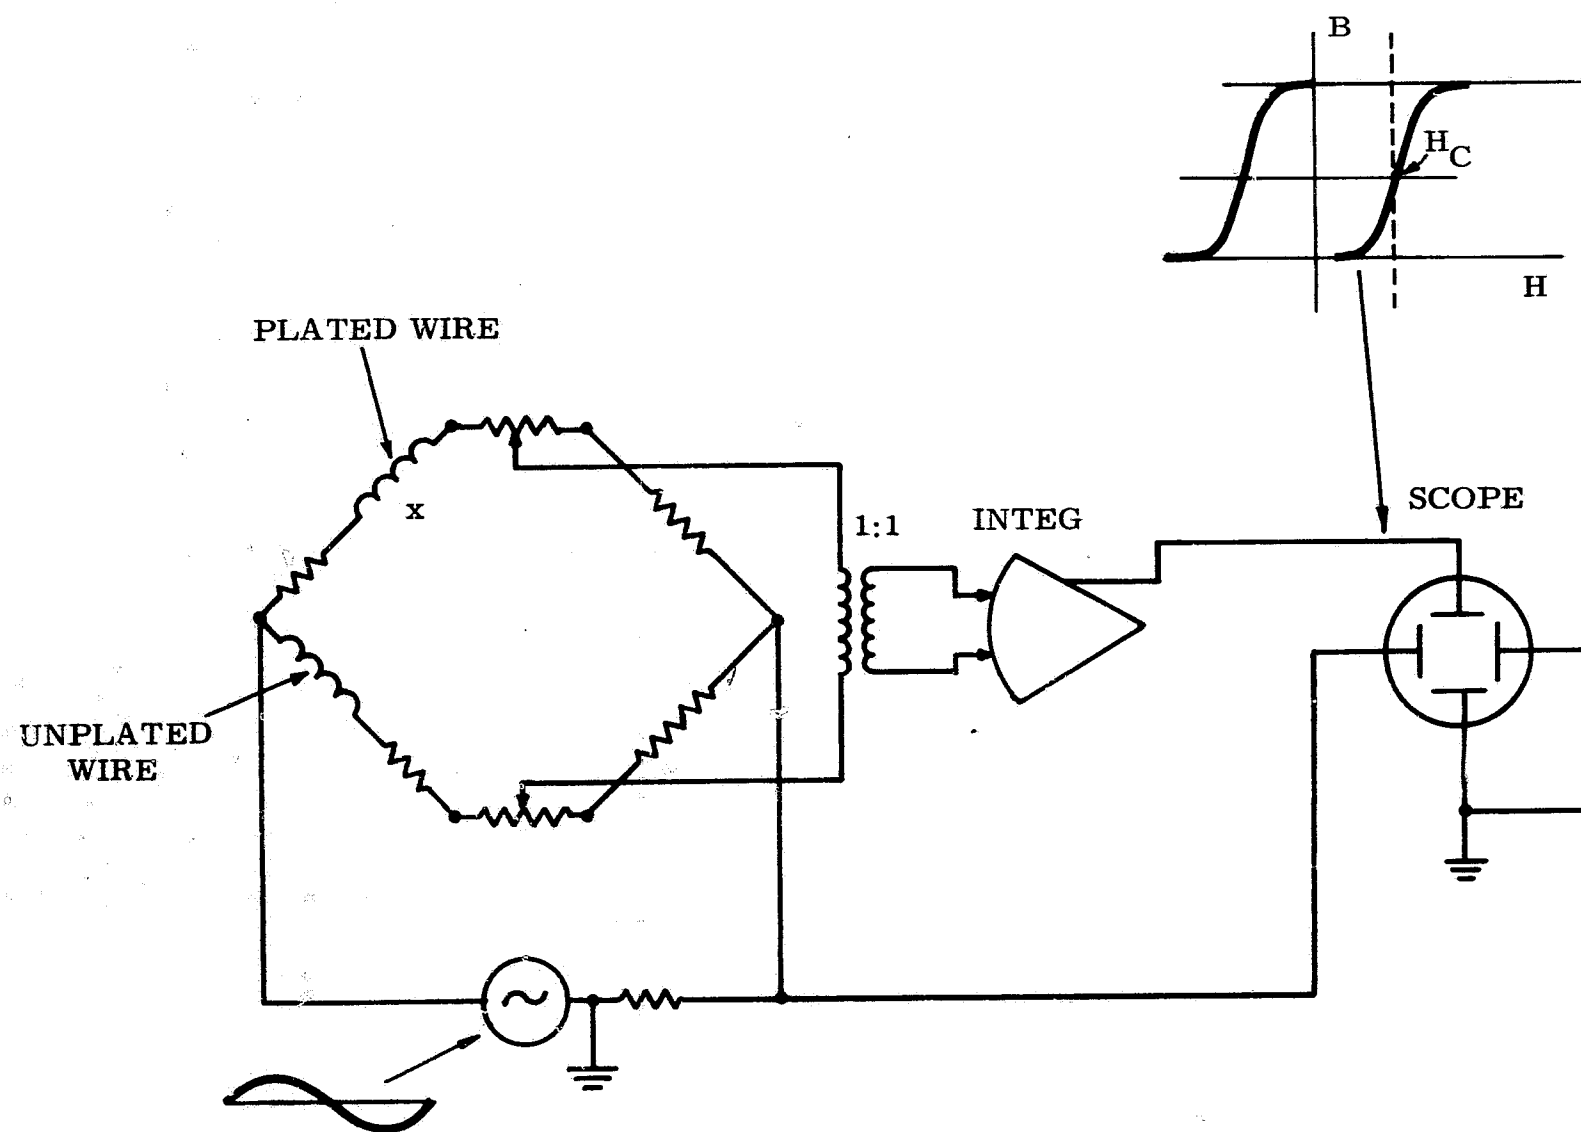 B
H
C
H
PLATED WIRE
x
1:1
INTEG
SCOPE
UNPLATED
WIRE